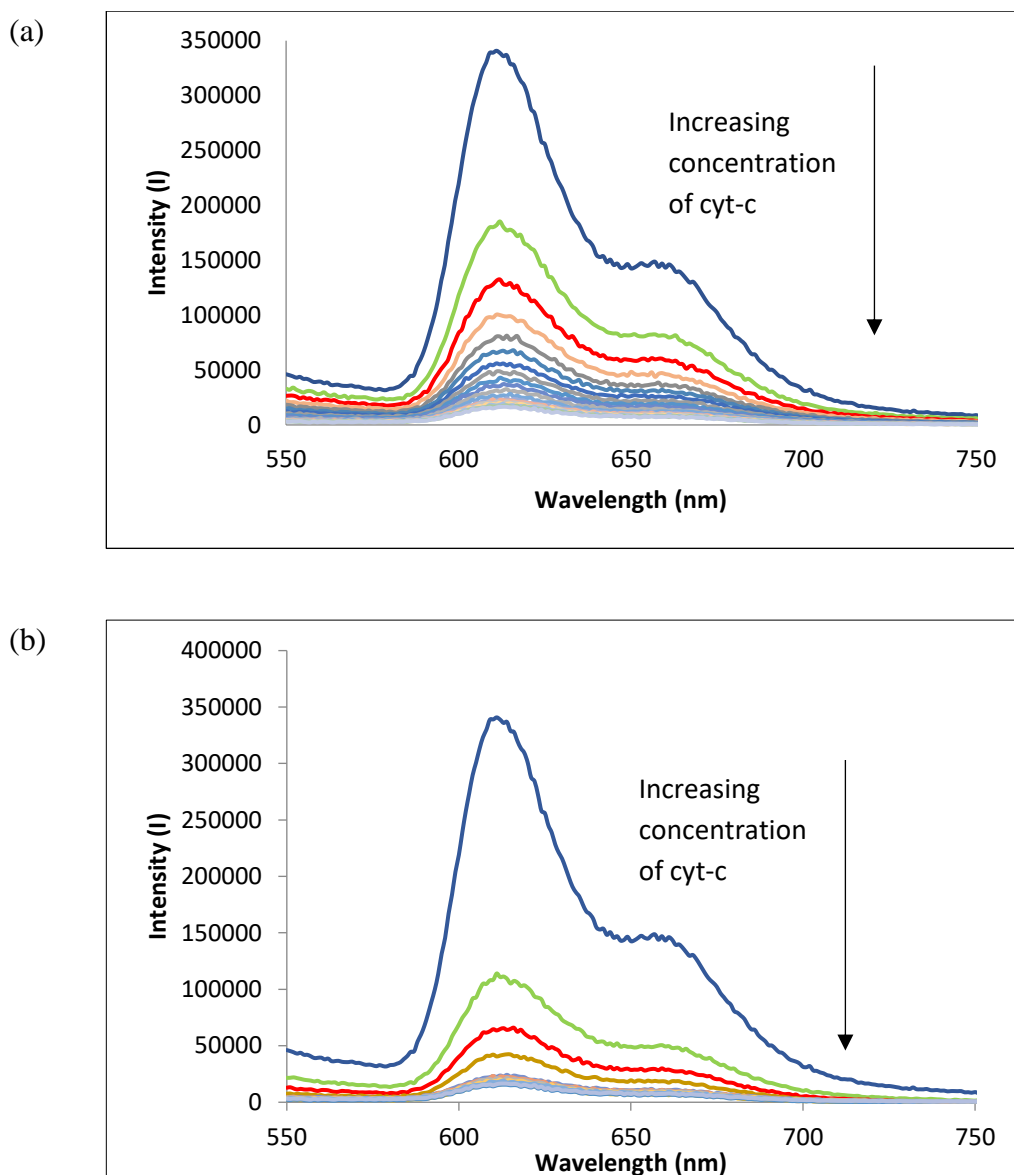 (a)
350000
300000
250000
200000
150000
100000
50000
0
Intensity (I)
Increasing
concentration
of cyt-c
550 600 650 700 750
Wavelength (nm)
(b)
400000
350000
300000
250000
200000
150000
100000
50000
0
Intensity (I)
Increasing
concentration
of cyt-c
550 600 650 700 750
Wavelength (nm)